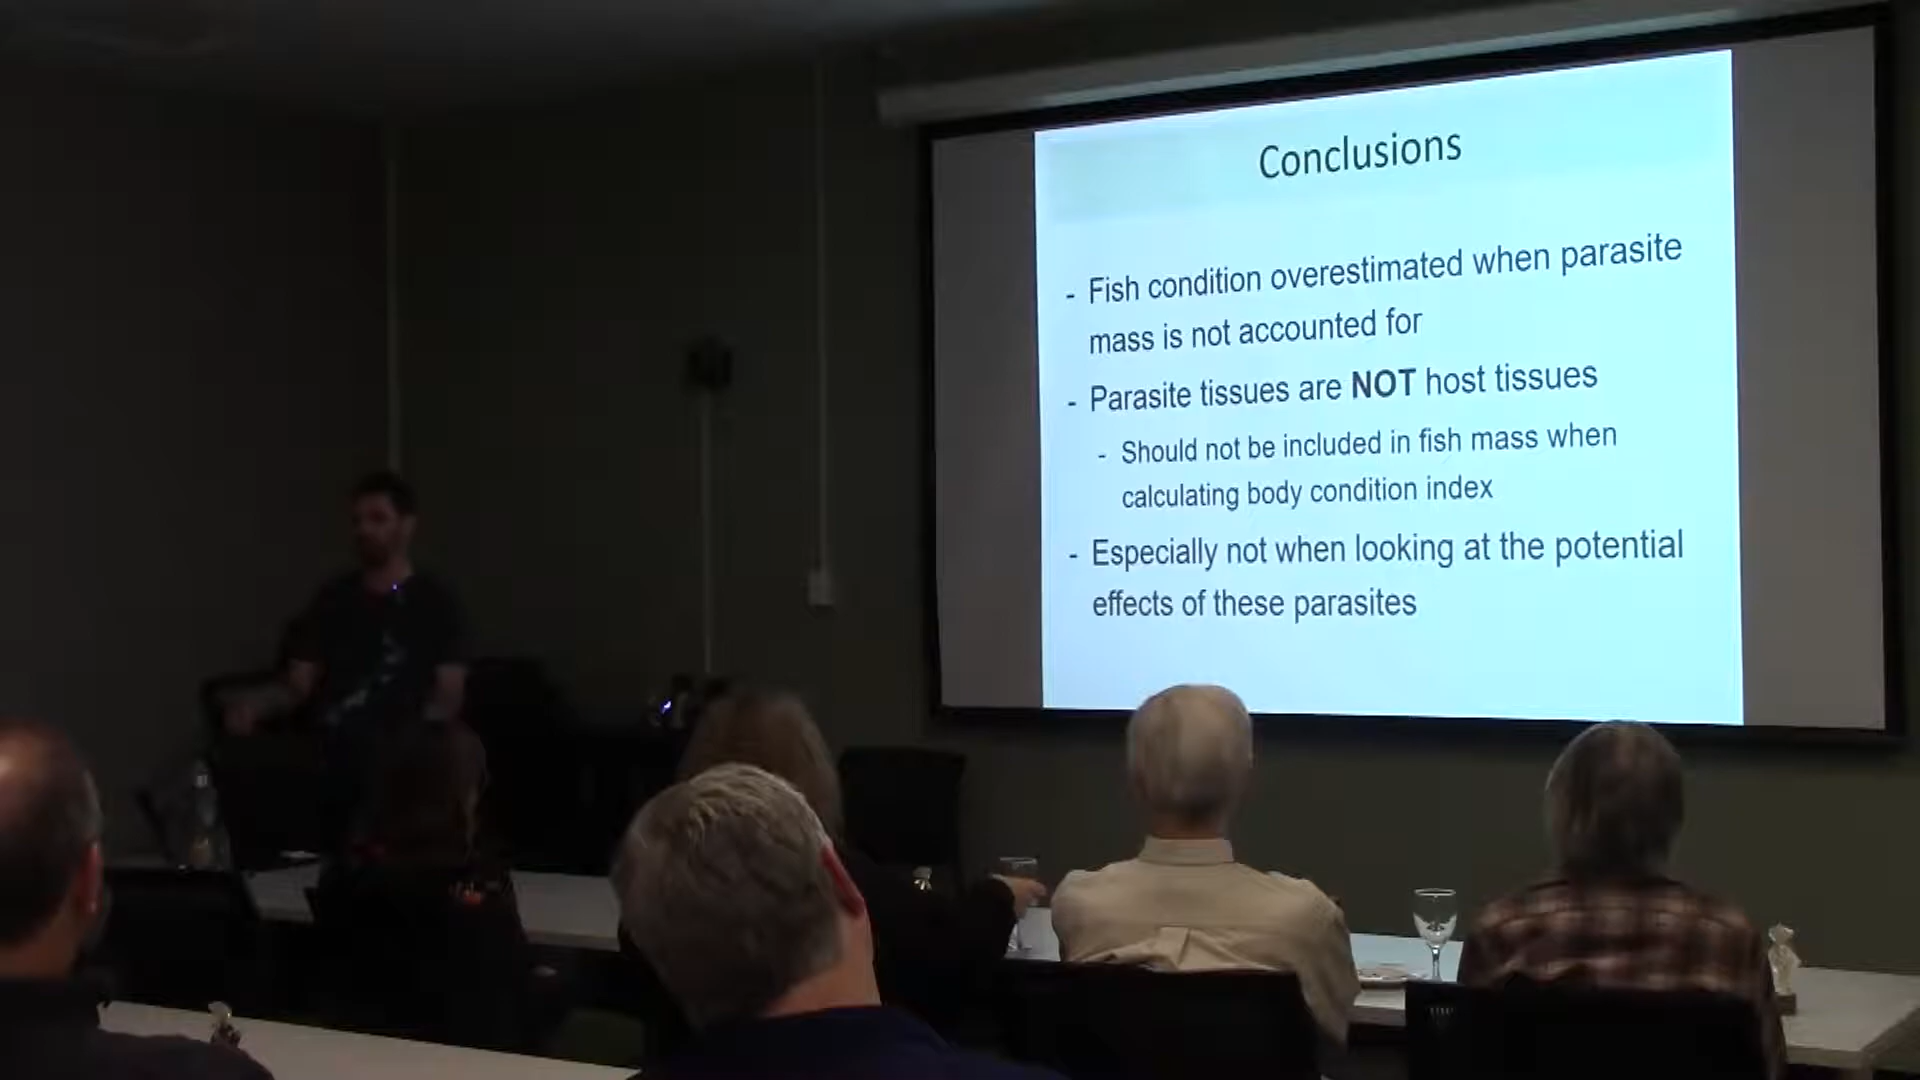 Conclusions
- Fish condition overestimated when parasite
mass is not accounted for
- Parasite tissues are NOT host tissues
- Should not be included in fish mass when
calculating body condition index
- Especially not when looking at the potential
effects of these parasites